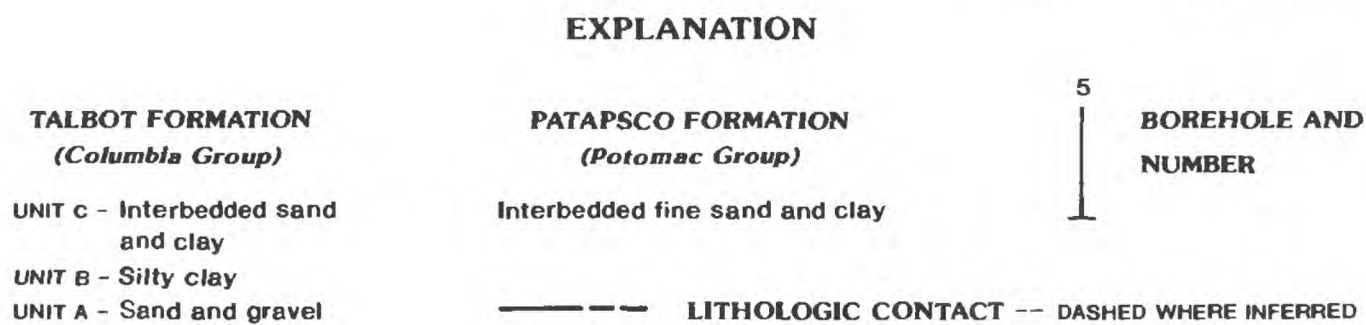 EXPLANATION
TALBOT FORMATION
(Columbia Group)
UNIT C - Interbedded sand
and clay
UNIT B - Silty clay
UNIT A - Sand and gravel
PATAPSCO FORMATION
(Potomac Group)
Interbedded fine sand and clay
5
BOREHOLE AND
NUMBER
LITHOLOGIC CONTACT -- DASHED WHERE INFERRED